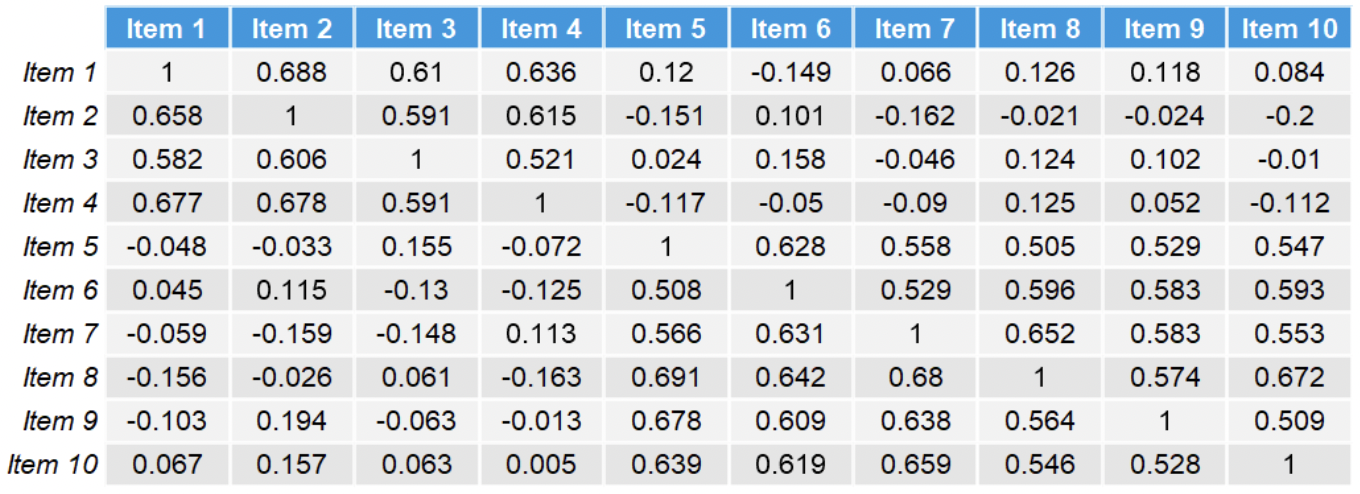 Item 1 Item 2 Item 3 Item 4 Item 5 Item 6 Item 7 Item 8 Item 9 Item 10
Item 1 1 0.688 0.61 0.636 0.12 -0.149 0.066 0.126 0.118 0.084
Item 2 0.658 1 0.591 0.615 -0.151 0.101 -0.162 -0.021 -0.024 -0.2
Item 3 0.582 0.606 1 0.521 0.024 0.158 -0.046 0.124 0.102 -0.01
Item 4 0.677 0.678 0.591 1 -0.117 -0.05 -0.09 0.125 0.052 -0.112
Item 5 -0.048 -0.033 0.155 -0.072 1 0.628 0.558 0.505 0.529 0.547
Item 6 0.045 0.115 -0.13 -0.125 0.508 1 0.529 0.596 0.583 0.593
Item 7 -0.059 -0.159 -0.148 0.113 0.566 0.631 1 0.652 0.583 0.553
Item 8 -0.156 -0.026 0.061 -0.163 0.691 0.642 0.68 1 0.574 0.672
Item 9 -0.103 0.194 -0.063 -0.013 0.678 0.609 0.638 0.564 1 0.509
Item 10 0.067 0.157 0.063 0.005 0.639 0.619 0.659 0.546 0.528 1